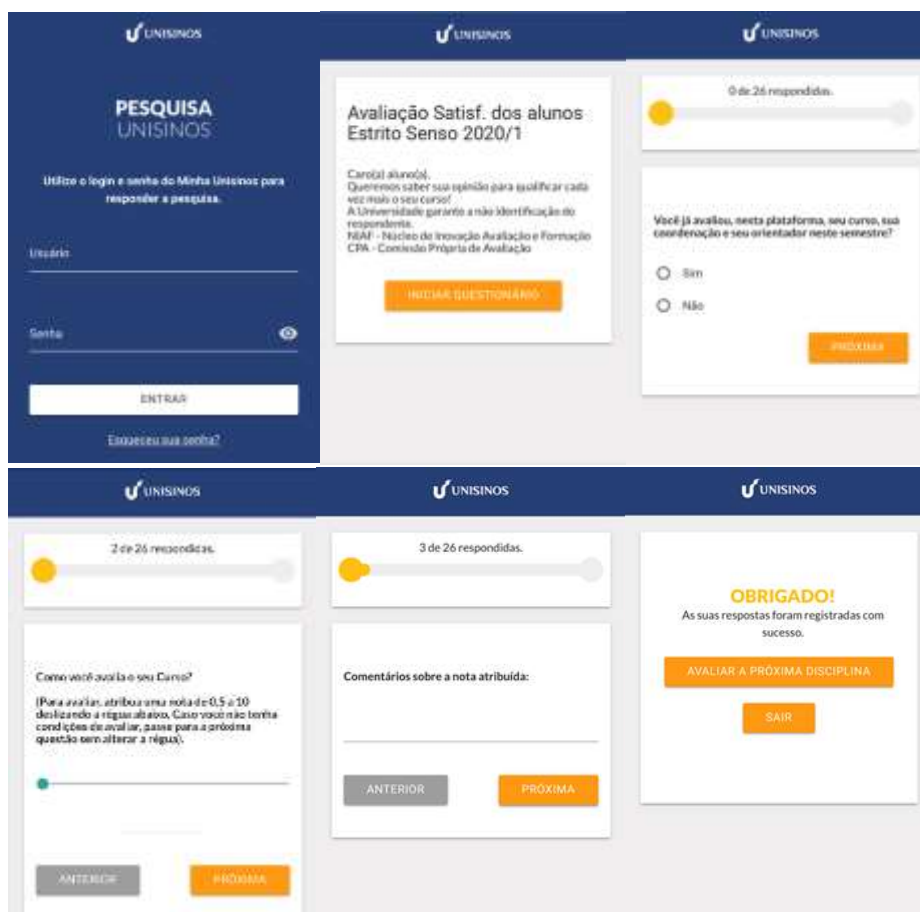 UNISINOS
PESQUISA
UNISINOS
Utilize o login e senha do Minha Unisinos para
responder a pesquisa.
Usuário
Senha
ENTRAR
Esqueceu sua senha?
UNISINOS
Avaliação Satisf. dos alunos
Estrito Senso 2020/1
Caro(a) aluno(a).
Queremos saber sua opinião para qualificar cada
vez mais o seu curso!
A Universidade garante a não identificação do
respondente.
NIAF - Núcleo de Inovação Avaliação e Formação
CPA - Comissão Própria de Avaliação
INICIAR QUESTIONÁRIO
UNISINOS
0 de 26 respondidas.
Você já avaliou, nesta plataforma, seu curso, sua
coordenação e seu orientador neste semestre?
Sim
Não
PRÓXIMA
UNISINOS
2 de 26 respondidas.
Como você avalia o seu Curso?
(Para avaliar, atribua uma nota de 0,5 a 10
deslizando a régua abaixo. Caso você não tenha
condições de avaliar, passe para a próxima
questão sem alterar a régua).
ANTERIOR
PRÓXIMA
UNISINOS
3 de 26 respondidas.
Comentários sobre a nota atribuída:
ANTERIOR
PRÓXIMA
UNISINOS
OBRIGADO!
As suas respostas foram registradas com
sucesso.
AVALIAR A PRÓXIMA DISCIPLINA
SAIR